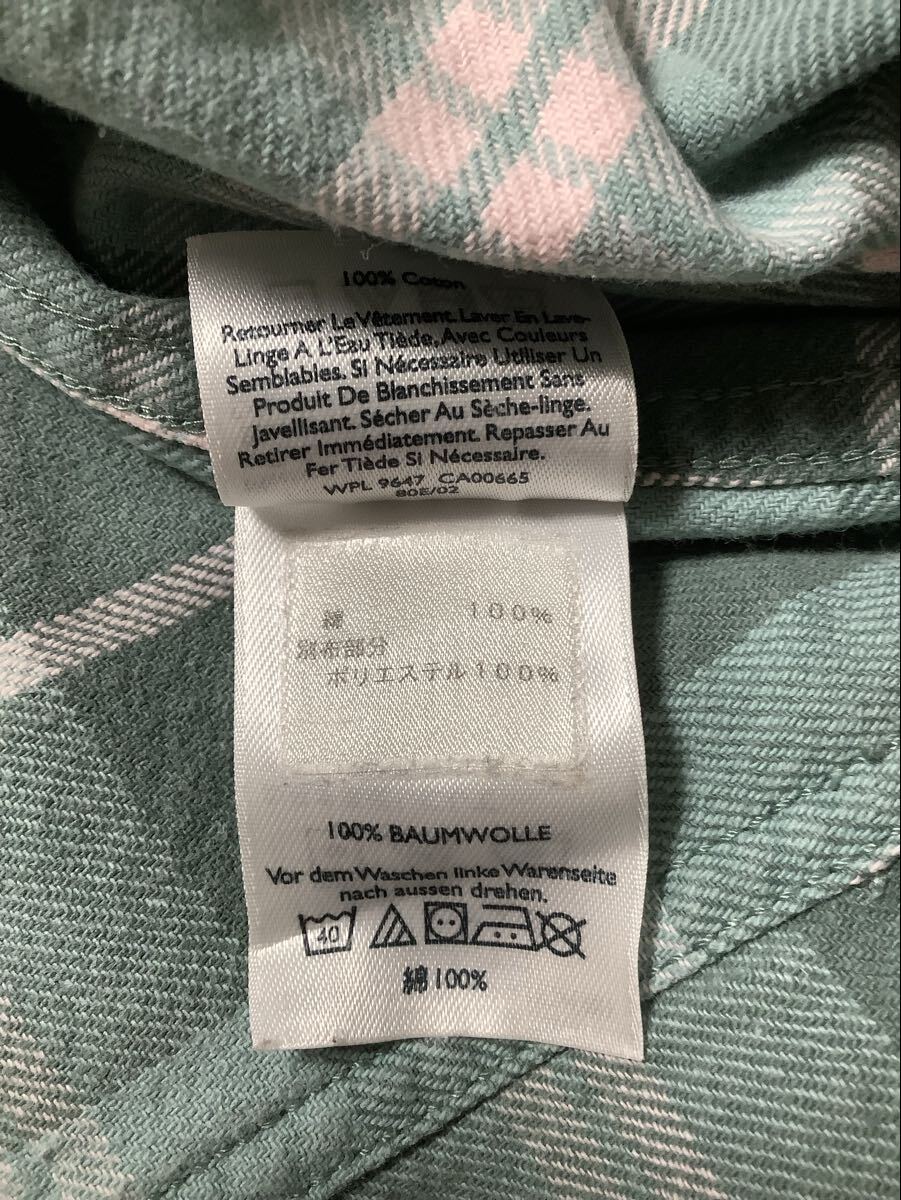 100% Coton
Retourner Le Vêtement. Laver En Lave-
Linge A L'Eau Tiède, Avec Couleurs
Semblables. Si Nécessaire Utiliser Un
Produit De Blanchissement Sans
Javellisant. Sécher Au Sèche-linge.
Retirer Immédiatement. Repasser Au
Fer Tiède Si Nécessaire.
WPL 9647 CA00665
80E/02
綿 100%
別布部分
ポリエステル100%
100% BAUMWOLLE
Vor dem Waschen linke Warenseite
nach aussen drehen.
40
綿100%